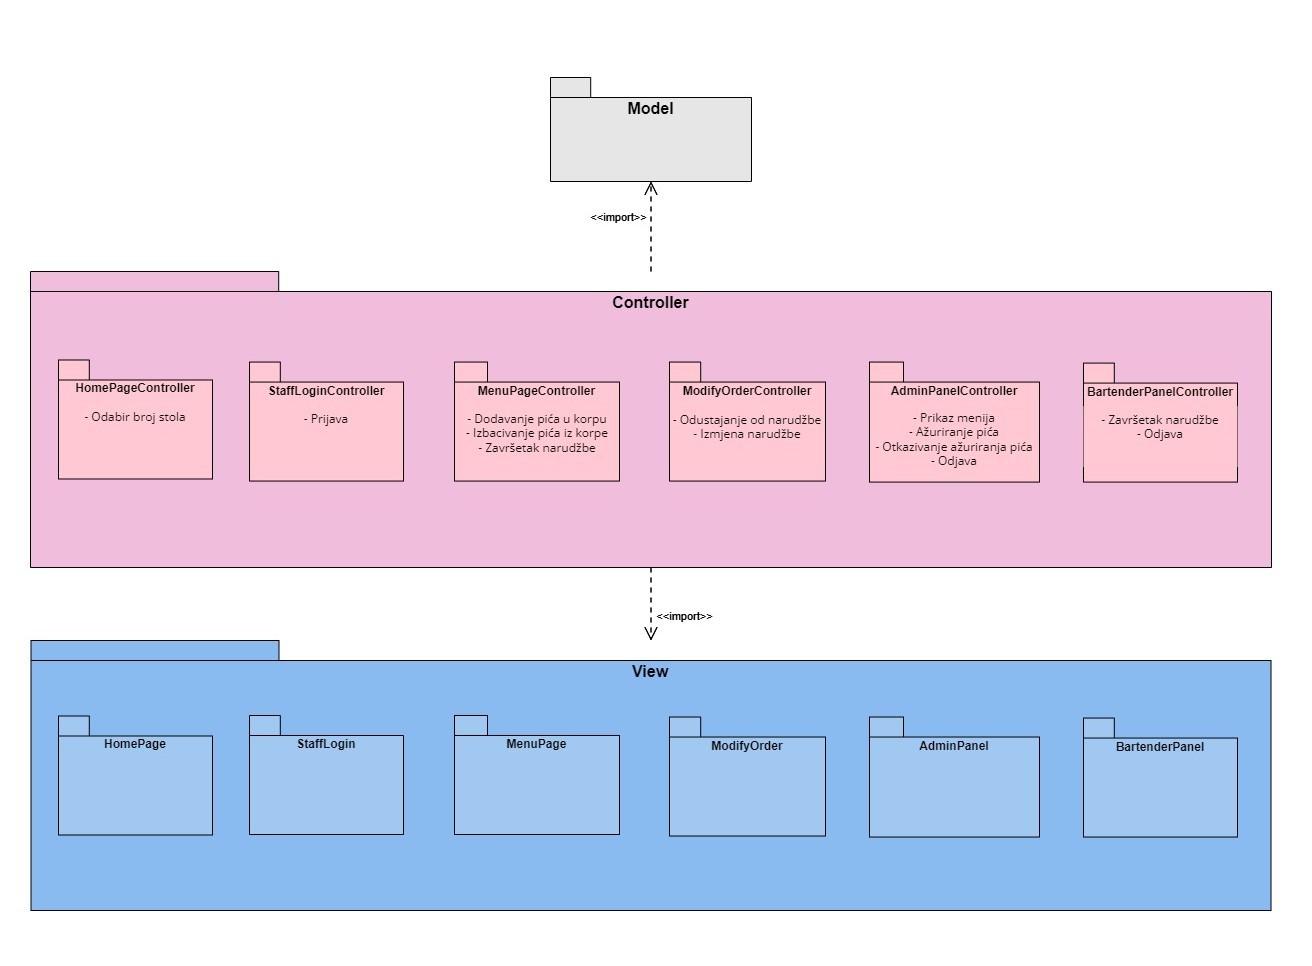 Model
<<import>>
Controller
HomePageController
- Odabir broj stola
StaffLoginController
- Prijava
MenuPageController
- Dodavanje pića u korpu
- Izbacivanje pića iz korpe
- Završetak narudžbe
ModifyOrderController
- Odustajanje od narudžbe
- Izmjena narudžbe
AdminPanelController
- Prikaz menija
- Ažuriranje pića
- Otkazivanje ažuriranja pića
- Odjava
BartenderPanelController
- Završetak narudžbe
- Odjava
<<import>>
View
HomePage
StaffLogin
MenuPage
ModifyOrder
AdminPanel
BartenderPanel